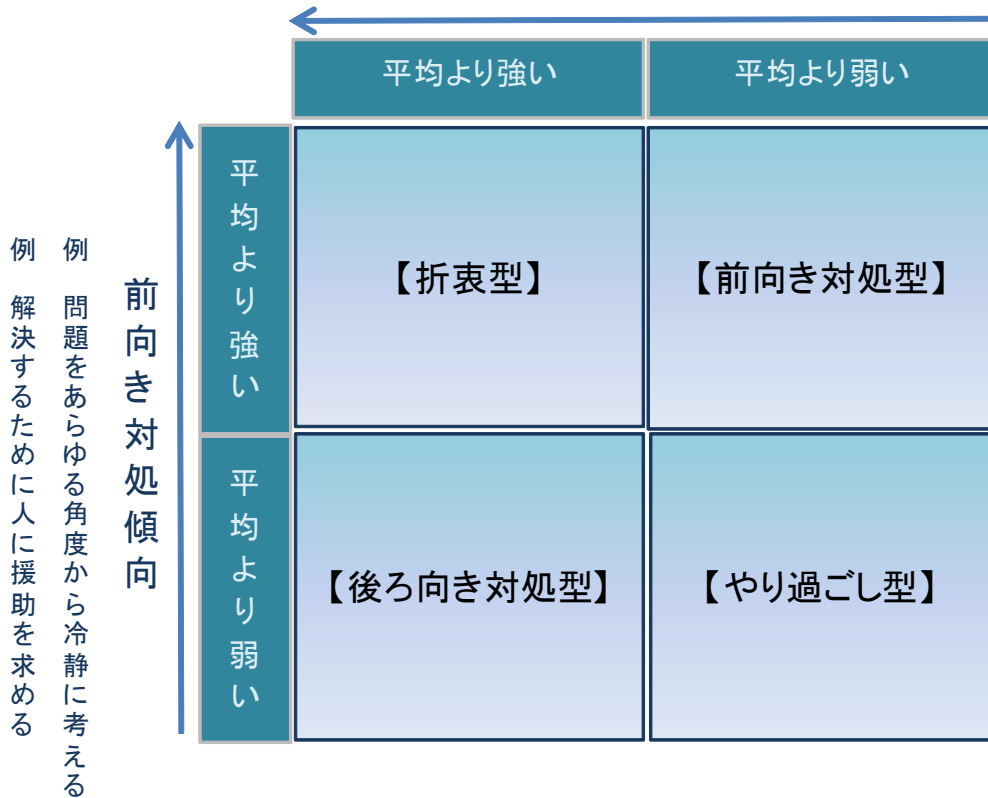 平均より強い
平均より弱い
平均より強い
【折衷型】
【前向き対処型】
前向き対処傾向
例　問題をあらゆる角度から冷静に考える
例　解決するために人に援助を求める
平均より弱い
【後ろ向き対処型】
【やり過ごし型】